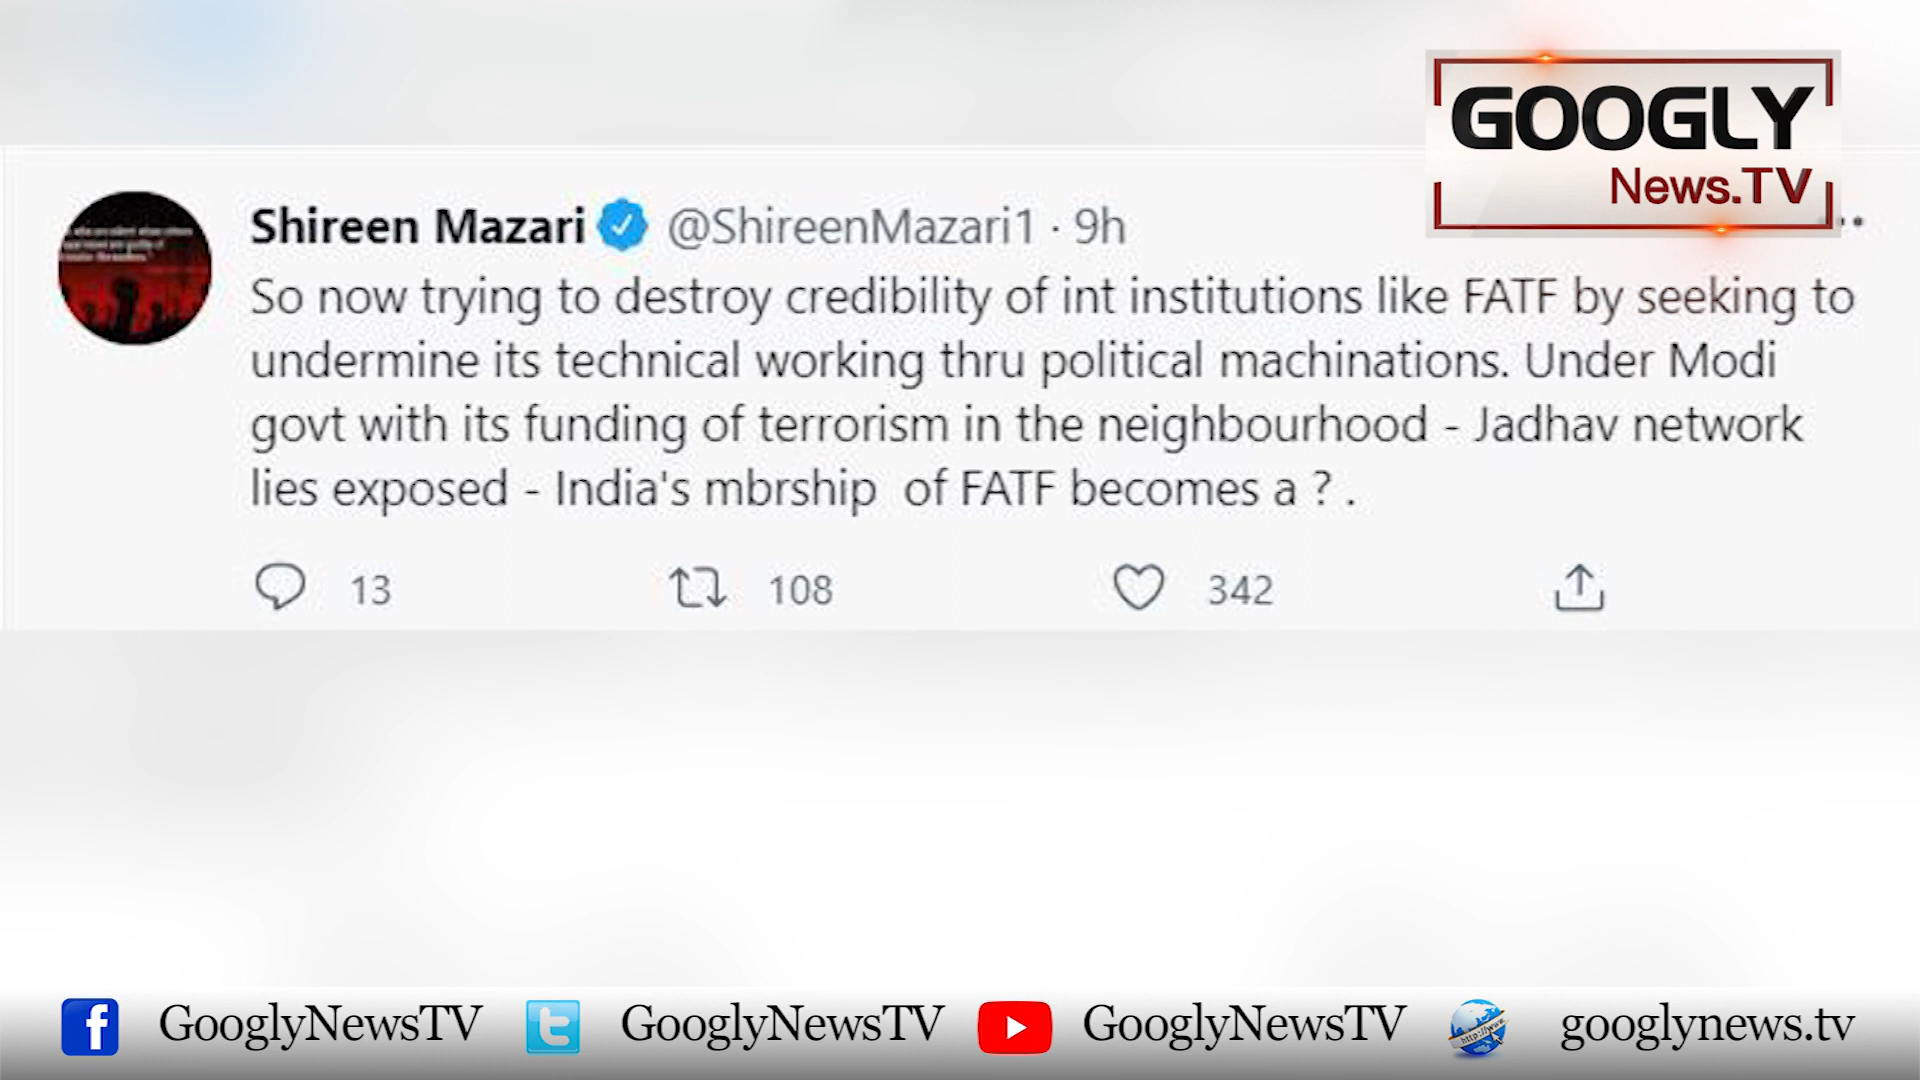 GOOGLY
News.TV
Shireen Mazari @ShireenMazari1 · 9h
So now trying to destroy credibility of int institutions like FATF by seeking to
undermine its technical working thru political machinations. Under Modi
govt with its funding of terrorism in the neighbourhood - Jadhav network
lies exposed - India's mbrship of FATF becomes a ? .
13 108 342
GooglyNewsTV GooglyNewsTV GooglyNewsTV googlynews.tv